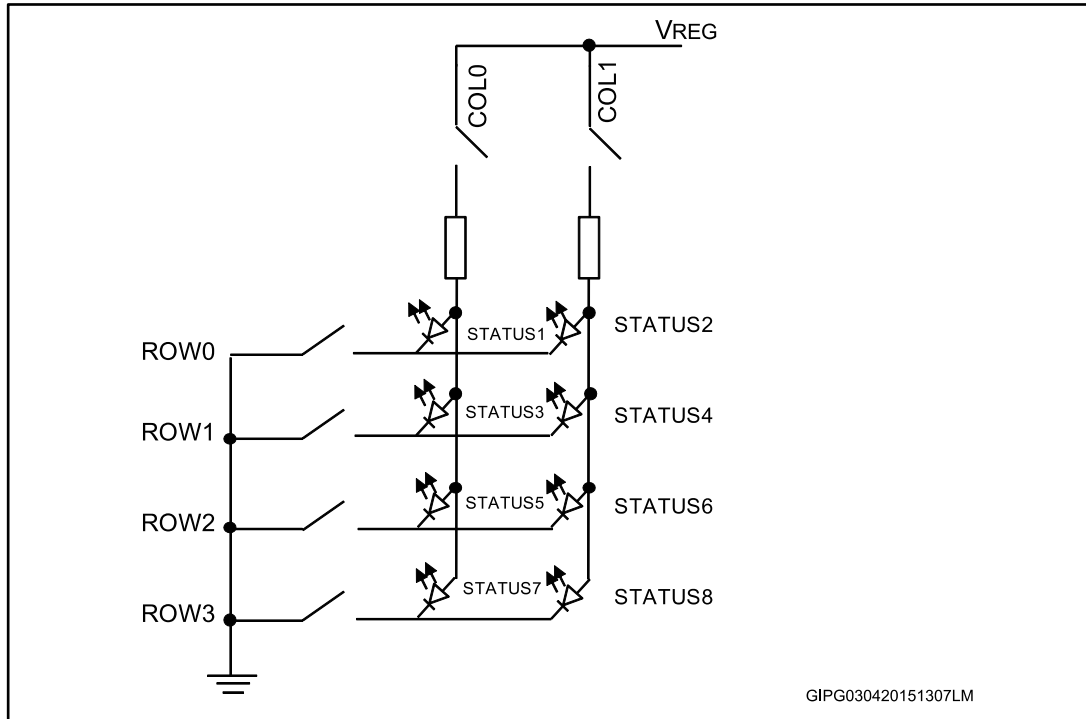 VREG
COL0
COL1
STATUS1
STATUS2
ROW0
STATUS3
STATUS4
ROW1
STATUS5
STATUS6
ROW2
STATUS7
STATUS8
ROW3
GIPG030420151307LM